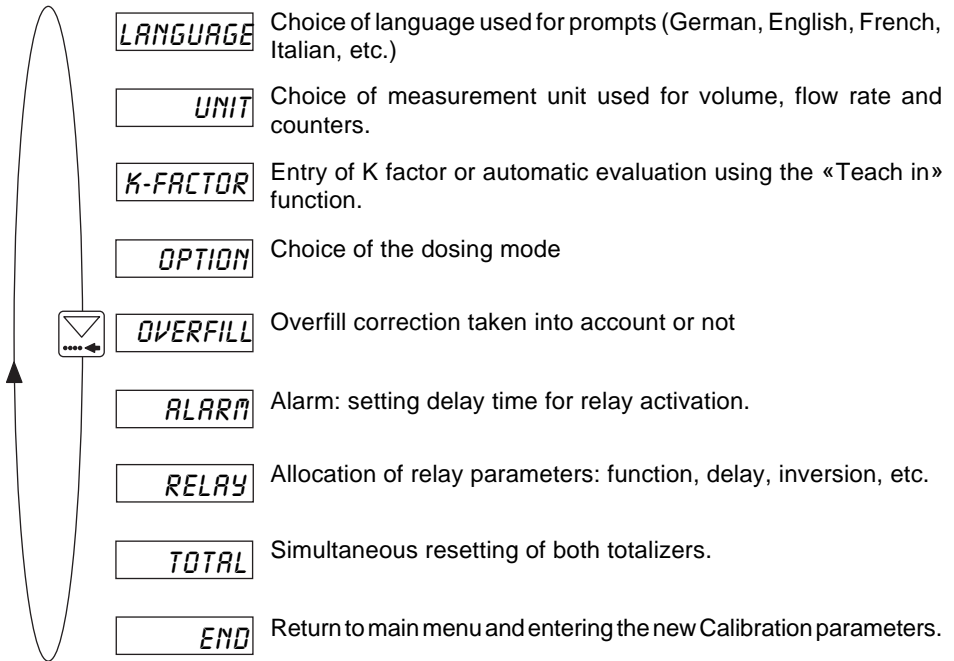 LANGUAGE Choice of language used for prompts (German, English, French,
Italian, etc.)
UNIT Choice of measurement unit used for volume, flow rate and
counters.
K-FACTOR Entry of K factor or automatic evaluation using the «Teach in»
function.
OPTION Choice of the dosing mode
OVERFILL Overfill correction taken into account or not
ALARM Alarm: setting delay time for relay activation.
RELAY Allocation of relay parameters: function, delay, inversion, etc.
TOTAL Simultaneous resetting of both totalizers.
END Return to main menu and entering the new Calibration parameters.